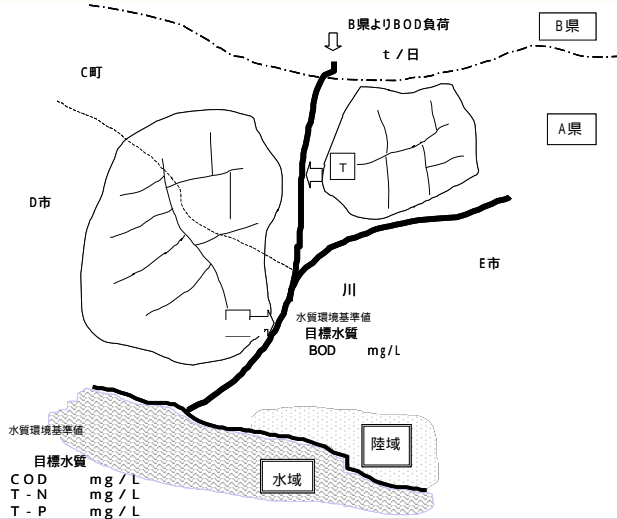 B県よりBOD負荷
t/日
B県
C町
A県
T
D市
E市
川
水質環境基準値
目標水質
BOD mg/L
水質環境基準値
目標水質
COD mg/L
T-N mg/L
T-P mg/L
陸域
水域